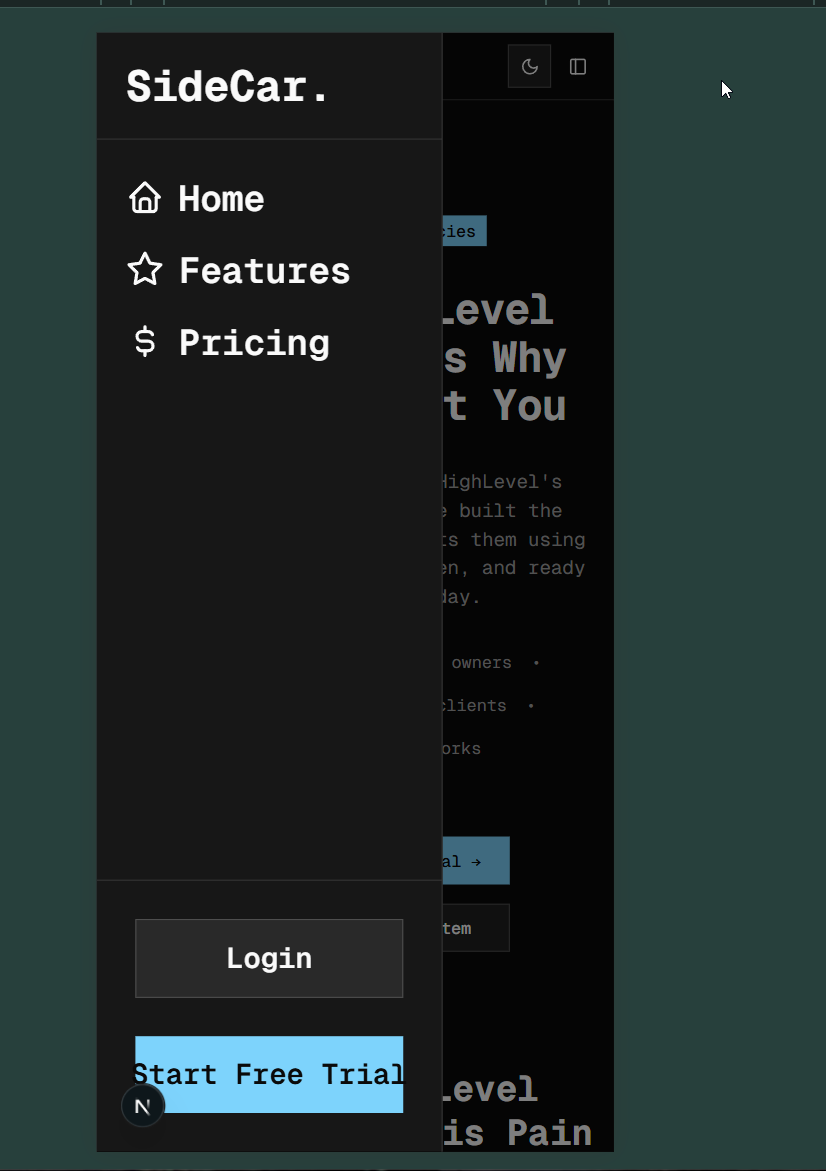 SideCar.
Home
Features
Pricing
Login
Start Free Trial
N
cies
Level
s Why
t You
HighLevel's
e built the
ts them using
en, and ready
day.
owners •
clients •
orks
al →
tem
Level
is Pain